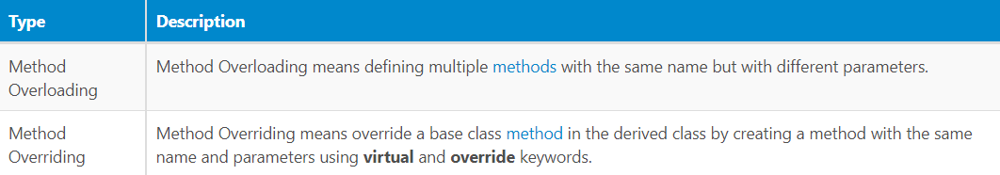 Type Description
Method Overloading means defining multiple methods with the same name but with different parameters.
Method
Overloading
Method Overriding means override a base class method in the derived class by creating a method with the same
name and parameters using virtual and override keywords.
Method
Overriding